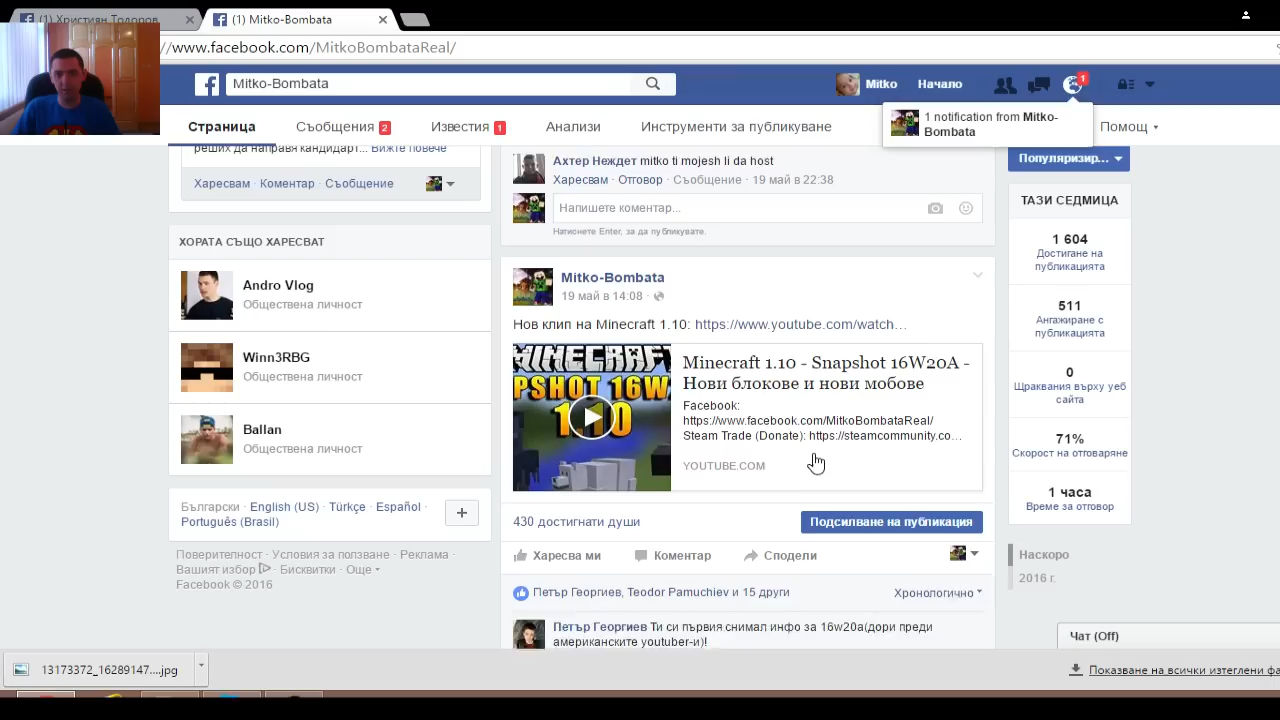 (1) Християн Тодоров
(1) Mitko-Bombata
//www.facebook.com/MitkoBombataReal/
Mitko-Bombata
Mitko
Начало
1
1 notification from Mitko-
Bombata
Страница
Съобщения 2
Известия 1
Анализи
Инструменти за публикуване
Помощ
реших да направя кандидарт... Вижте повече
Харесвам · Коментар · Съобщение
ХОРАТА СЪЩО ХАРЕСВАТ
Andro Vlog
Обществена личност
Winn3RBG
Обществена личност
Ballan
Обществена личност
Български · English (US) · Türkçe · Español ·
Português (Brasil)
Поверителност · Условия за ползване · Реклама ·
Вашият избор · Бисквитки · Още
Facebook © 2016
Ахтер Неждет mitko ti mojesh li da host
Харесвам · Отговор · Съобщение · 19 май в 22:38
Напишете коментар...
Натиснете Enter, за да публикувате.
Mitko-Bombata
19 май в 14:08 ·
Нов клип на Minecraft 1.10: https://www.youtube.com/watch…
MINECRAFT
PSHOT 16W
1.10
Minecraft 1.10 - Snapshot 16W20A -
Нови блокове и нови мобове
Facebook:
https://www.facebook.com/MitkoBombataReal/
Steam Trade (Donate): https://steamcommunity.co…
YOUTUBE.COM
430 достигнати души
Подсилване на публикация
Харесва ми
Коментар
Сподели
Петър Георгиев, Teodor Pamuchiev и 15 други
Хронологично
Петър Георгиев Ти си първия снимал инфо за 16w20a(дори преди
американските youtuber-и)!
Популяризир...
ТАЗИ СЕДМИЦА
1 604
Достигане на
публикацията
511
Ангажиране с
публикацията
0
Щраквания върху уеб
сайта
71%
Скорост на отговаряне
1 часа
Време за отговор
Наскоро
2016 г.
Чат (Off)
13173372_16289147....jpg
Показване на всички изтеглени фа